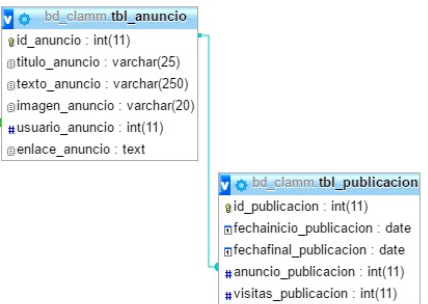 bd_clamm.tbl_anuncio
id_anuncio : int(11)
titulo_anuncio : varchar(25)
texto_anuncio : varchar(250)
imagen_anuncio : varchar(20)
# usuario_anuncio : int(11)
enlace_anuncio : text
bd_clamm.tbl_publicacion
id_publicacion : int(11)
fechainicio_publicacion : date
fechafinal_publicacion : date
# anuncio_publicacion : int(11)
# visitas_publicacion : int(11)